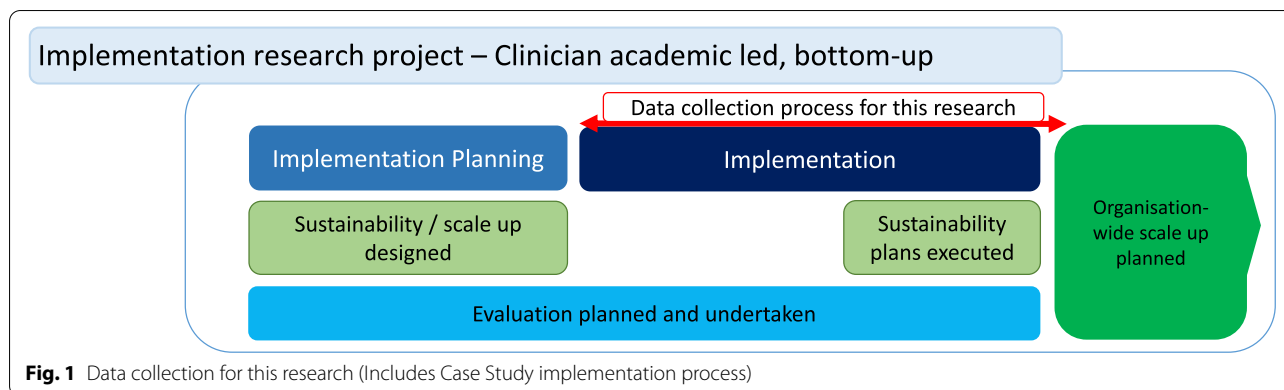 Implementation research project – Clinician academic led, bottom-up
Data collection process for this research
Implementation Planning
Implementation
Sustainability / scale up
designed
Sustainability
plans executed
Organisation-
wide scale up
planned
Evaluation planned and undertaken
Fig. 1 Data collection for this research (Includes Case Study implementation process)